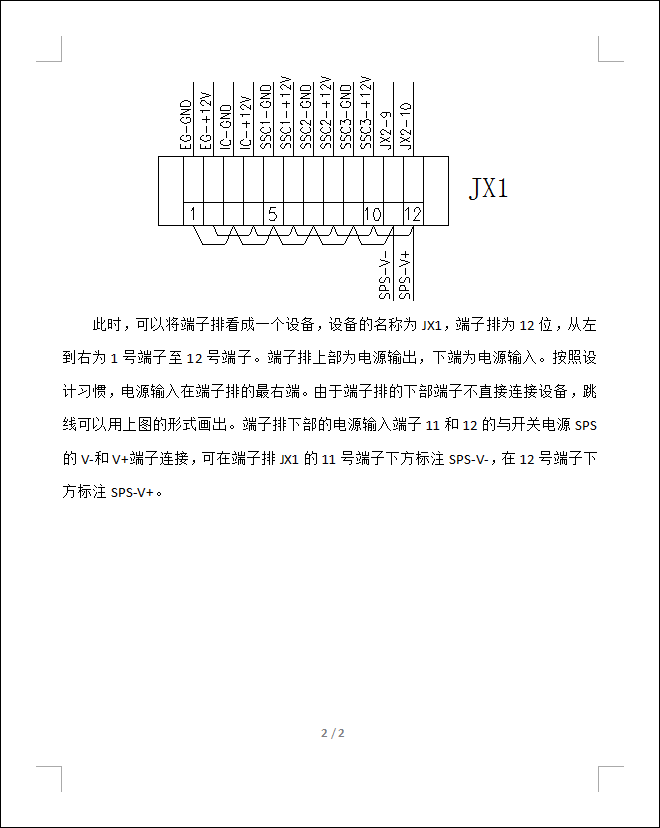 EG-GND
EG-+12V
IC-GND
IC-+12V
SSC1-GND
SSC1-+12V
SSC2-GND
SSC2-+12V
SSC3-GND
SSC3-+12V
JX2-9
JX2-10
JX1
1 5 10 12
SPS-V-
SPS-V+
此时，可以将端子排看成一个设备，设备的名称为 JX1，端子排为 12 位，从左
到右为 1 号端子至 12 号端子。端子排上部为电源输出，下端为电源输入。按照设
计习惯，电源输入在端子排的最右端。由于端子排的下部端子不直接连接设备，跳
线可以用上图的形式画出。端子排下部的电源输入端子 11 和 12 的与开关电源 SPS
的 V-和 V+端子连接，可在端子排 JX1 的 11 号端子下方标注 SPS-V-，在 12 号端子下
方标注 SPS-V+。
2 / 2